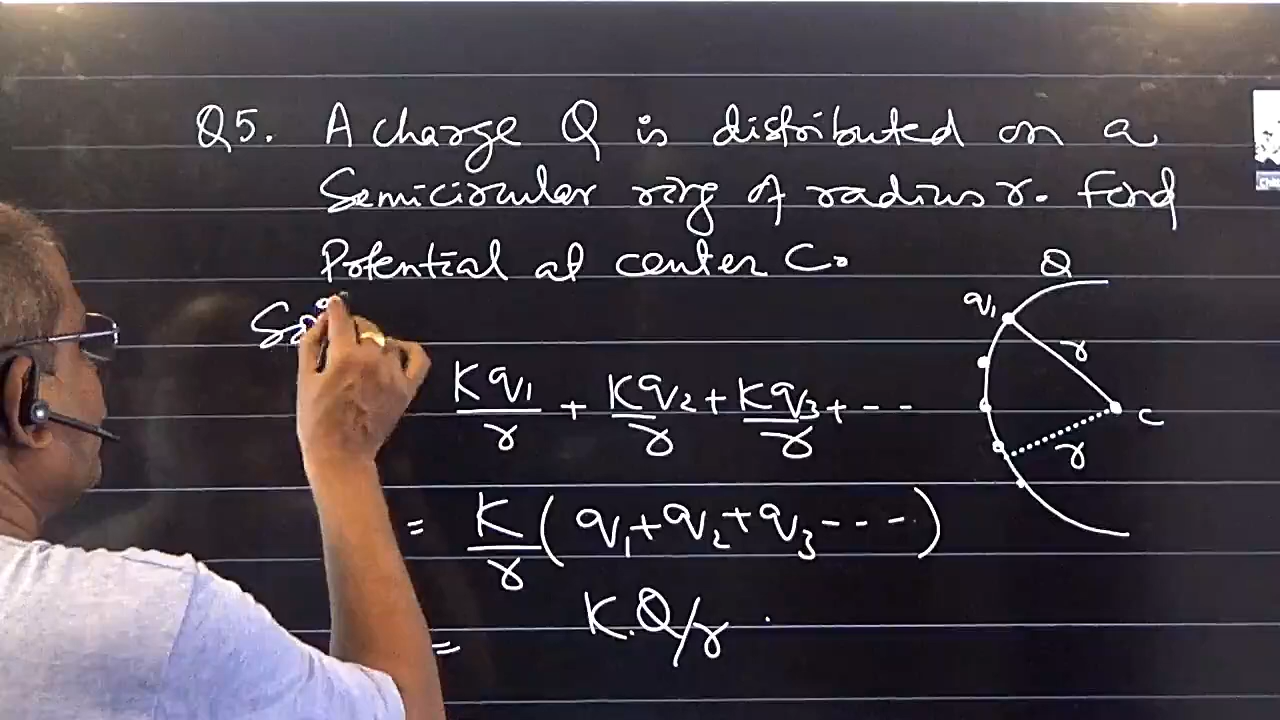 Q5. A charge Q is distributed on a
Semicircular ring of radius r. Find
Potential at center C.
Q
q1
r
C
r
Kq1/r + Kq2/r + Kq3/r + ---
= K/r (q1+q2+q3---)
= K.Q/r